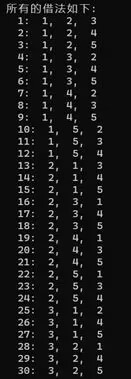 所有的借法如下:
1: 1, 2, 3
2: 1, 2, 4
3: 1, 2, 5
4: 1, 3, 2
5: 1, 3, 4
6: 1, 3, 5
7: 1, 4, 2
8: 1, 4, 3
9: 1, 4, 5
10: 1, 5, 2
11: 1, 5, 3
12: 1, 5, 4
13: 2, 1, 3
14: 2, 1, 4
15: 2, 1, 5
16: 2, 3, 1
17: 2, 3, 4
18: 2, 3, 5
19: 2, 4, 1
20: 2, 4, 3
21: 2, 4, 5
22: 2, 5, 1
23: 2, 5, 3
24: 2, 5, 4
25: 3, 1, 2
26: 3, 1, 4
27: 3, 1, 5
28: 3, 2, 1
29: 3, 2, 4
30: 3, 2, 5